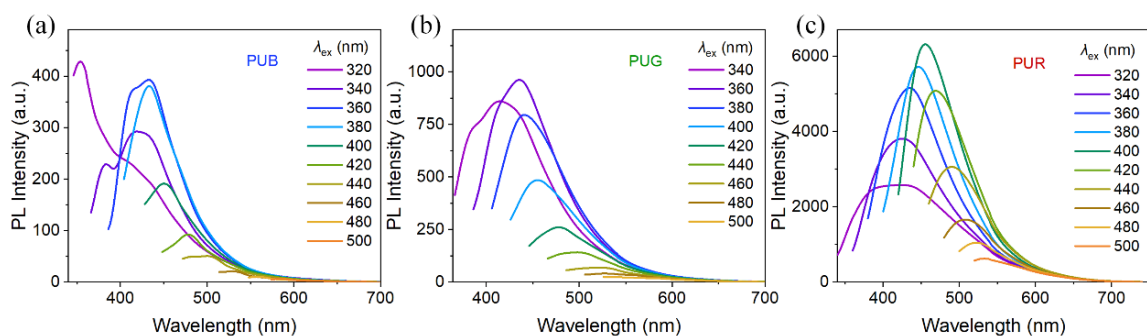 (a)
PUB
λex (nm)
320
340
360
380
400
420
440
460
480
500
PL Intensity (a.u.)
400
300
200
100
0
400 500 600 700
Wavelength (nm)
(b)
PUG
λex (nm)
340
360
380
400
420
440
460
480
500
PL Intensity (a.u.)
1000
750
500
250
0
400 500 600 700
Wavelength (nm)
(c)
PUR
λex (nm)
320
340
360
380
400
420
440
460
480
500
PL Intensity (a.u.)
6000
4000
2000
0
400 500 600 700
Wavelength (nm)